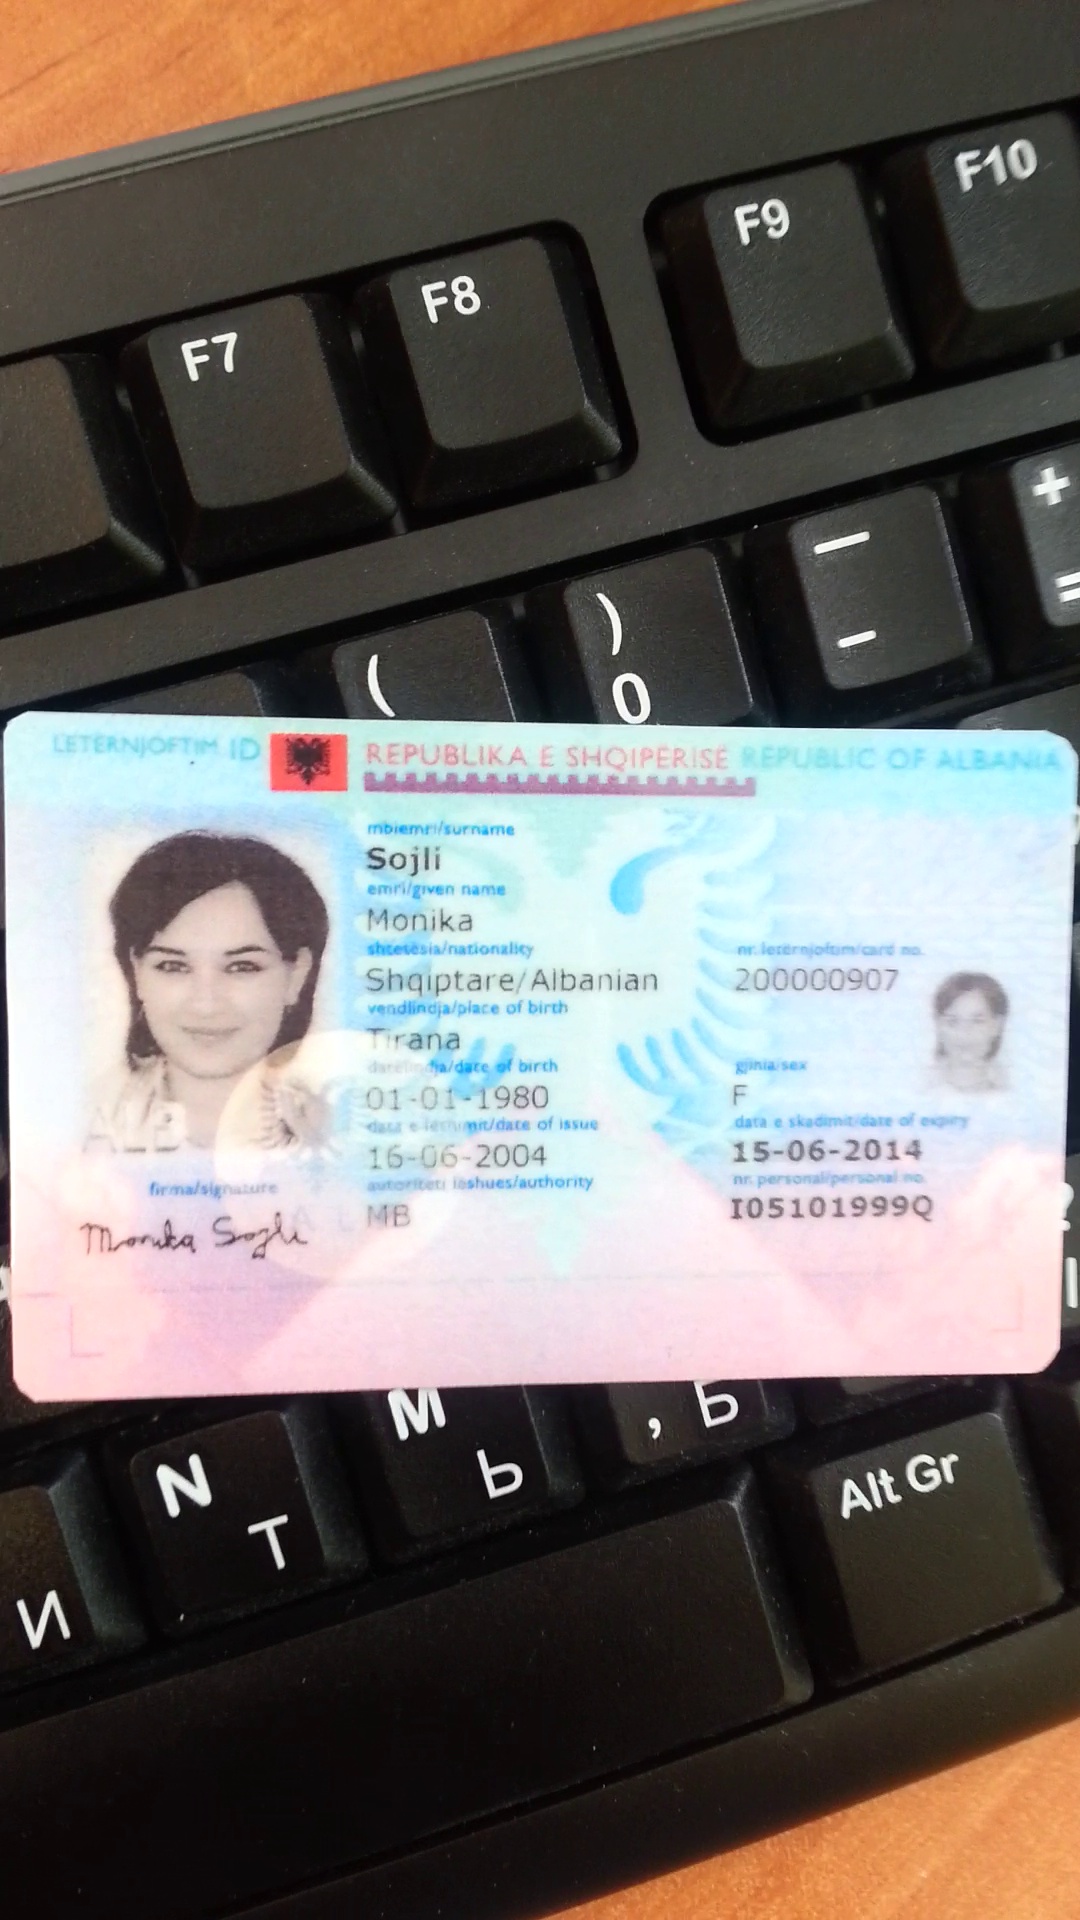 F10
F9
F8
F7
+
=
—
-
)
0
(
LETËRNJOFTIM ID
REPUBLIKA E SHQIPËRISË REPUBLIC OF ALBANIA
mbiemri/surname
Sojli
emri/given name
Monika
shtetësia/nationality
nr. letërnjoftim/card no.
Shqiptare/Albanian
200000907
vendlindja/place of birth
Tirana
datëlindja/date of birth
gjinia/sex
01-01-1980
F
data e lëshimit/date of issue
data e skadimit/date of expiry
16-06-2004
15-06-2014
autoriteti lëshues/authority
nr. personal/personal no.
MB
I05101999Q
ALB
firma/signature
Monika Sojli
M
Ь
, Б
N
Т
И
Alt Gr